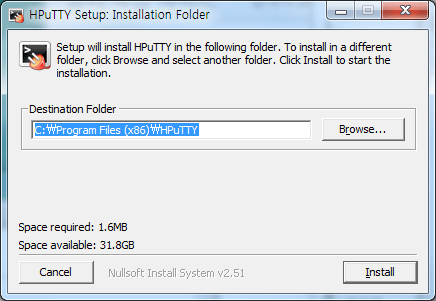 HPuTTY Setup: Installation Folder
Setup will install HPuTTY in the following folder. To install in a different
folder, click Browse and select another folder. Click Install to start the
installation.
Destination Folder
C:₩Program Files (x86)₩HPuTTY
Browse...
Space required: 1.6MB
Space available: 31.8GB
Cancel
Nullsoft Install System v2.51
Install